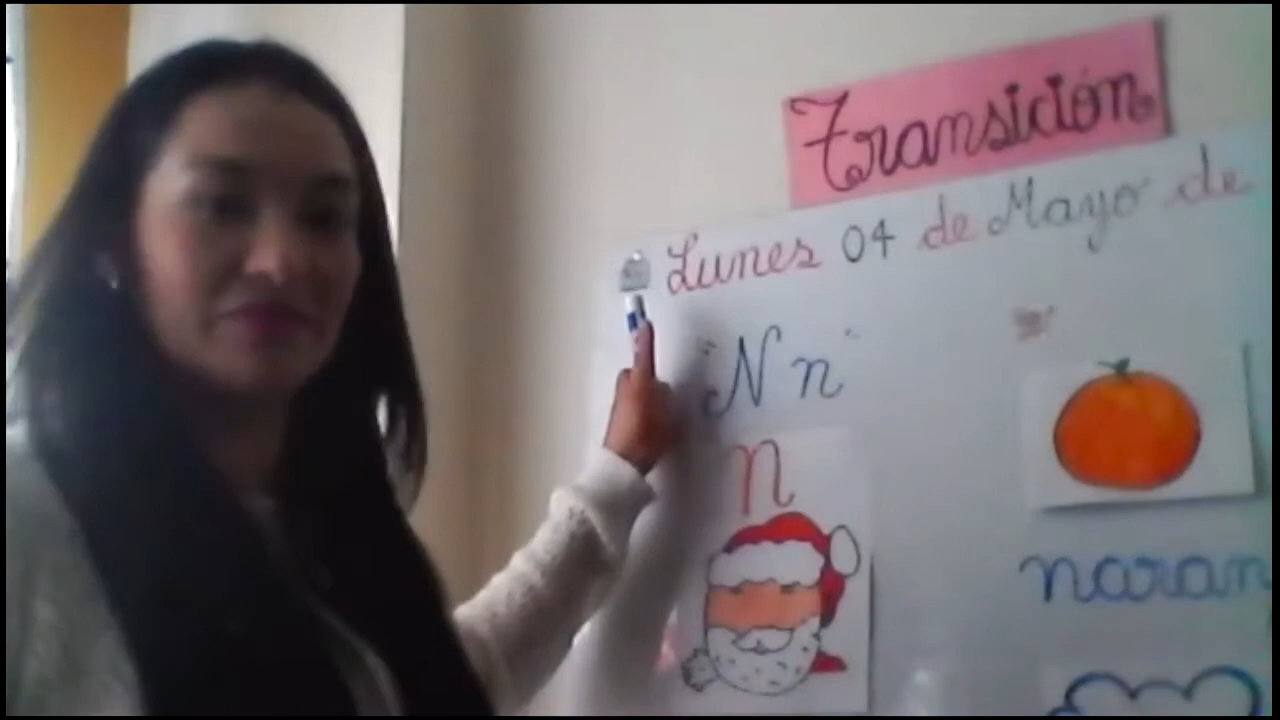 Transición
Lunes 04 de Mayo de
"N n"
n
naran